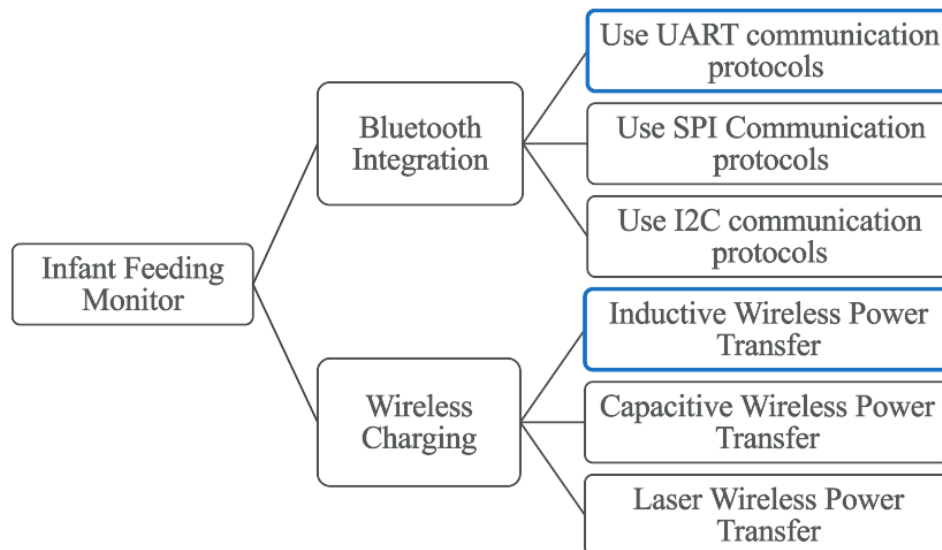 Use UART communication
protocols
Bluetooth
Integration
Use SPI Communication
protocols
Use I2C communication
protocols
Infant Feeding
Monitor
Inductive Wireless Power
Transfer
Wireless
Charging
Capacitive Wireless Power
Transfer
Laser Wireless Power
Transfer